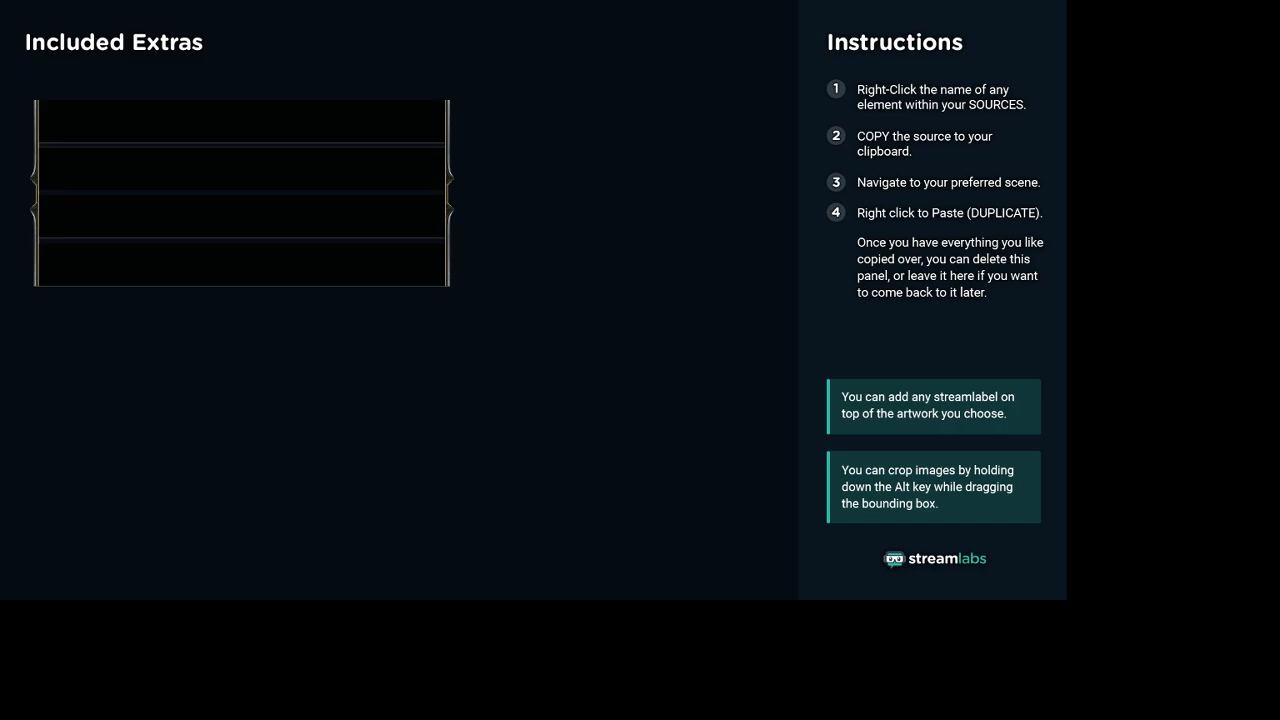 Included Extras
Instructions
1
Right-Click the name of any
element within your SOURCES.
2
COPY the source to your
clipboard.
3
Navigate to your preferred scene.
4
Right click to Paste (DUPLICATE).
Once you have everything you like
copied over, you can delete this
panel, or leave it here if you want
to come back to it later.
You can add any streamlabel on
top of the artwork you choose.
You can crop images by holding
down the Alt key while dragging
the bounding box.
streamlabs